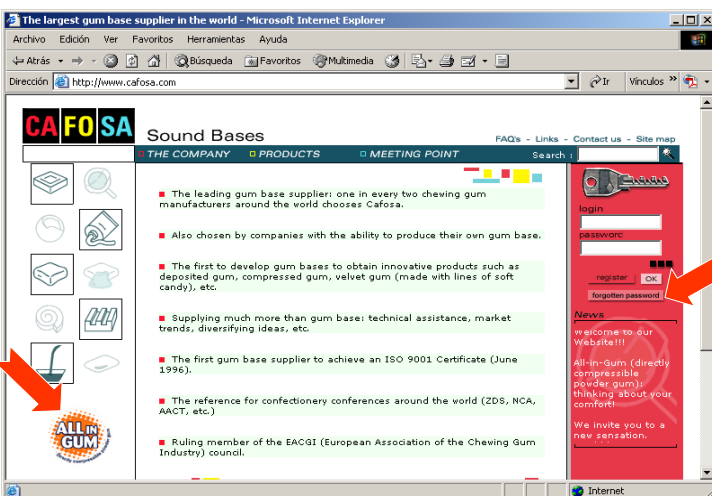 The largest gum base supplier in the world - Microsoft Internet Explorer
Archivo Edición Ver Favoritos Herramientas Ayuda
Atrás Búsqueda Favoritos Multimedia
Dirección http://www.cafosa.com Ir Vínculos »
CAFOSA
Sound Bases
FAQ's - Links - Contact us - Site map
THE COMPANY PRODUCTS MEETING POINT Search :
The leading gum base supplier: one in every two chewing gum
manufacturers around the world chooses Cafosa.
Also chosen by companies with the ability to produce their own gum base.
The first to develop gum bases to obtain innovative products such as
deposited gum, compressed gum, velvet gum (made with lines of soft
candy), etc.
Supplying much more than gum base: technical assistance, market
trends, diversifying ideas, etc.
The first gum base supplier to achieve an ISO 9001 Certificate (June
1996).
The reference for confectionery conferences around the world (ZDS, NCA,
AACT, etc.)
Ruling member of the EACGI (European Association of the Chewing Gum
Industry) council.
login
password
register OK
forgotten password
News
welcome to our
Website!!!
All-in-Gum (directly
compressible
powder gum):
thinking about your
comfort!
We invite you to a
new sensation.
ALL IN
GUM
Directly compressible powder gum
Internet